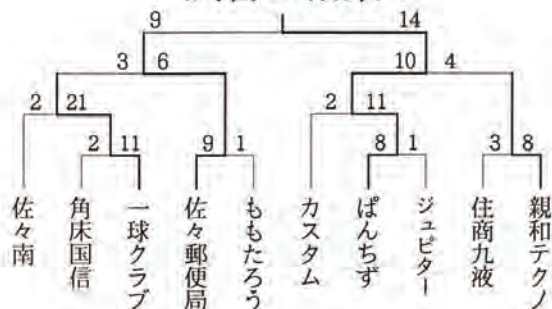 9 14
3 6 10 4
2 21 2 11
2 11 9 1 8 1 3 8
佐々南
角床国信
一球クラブ
佐々郵便局
ももたろう
カスタム
ぱんちず
ジュピター
住商九液
親和テクノ